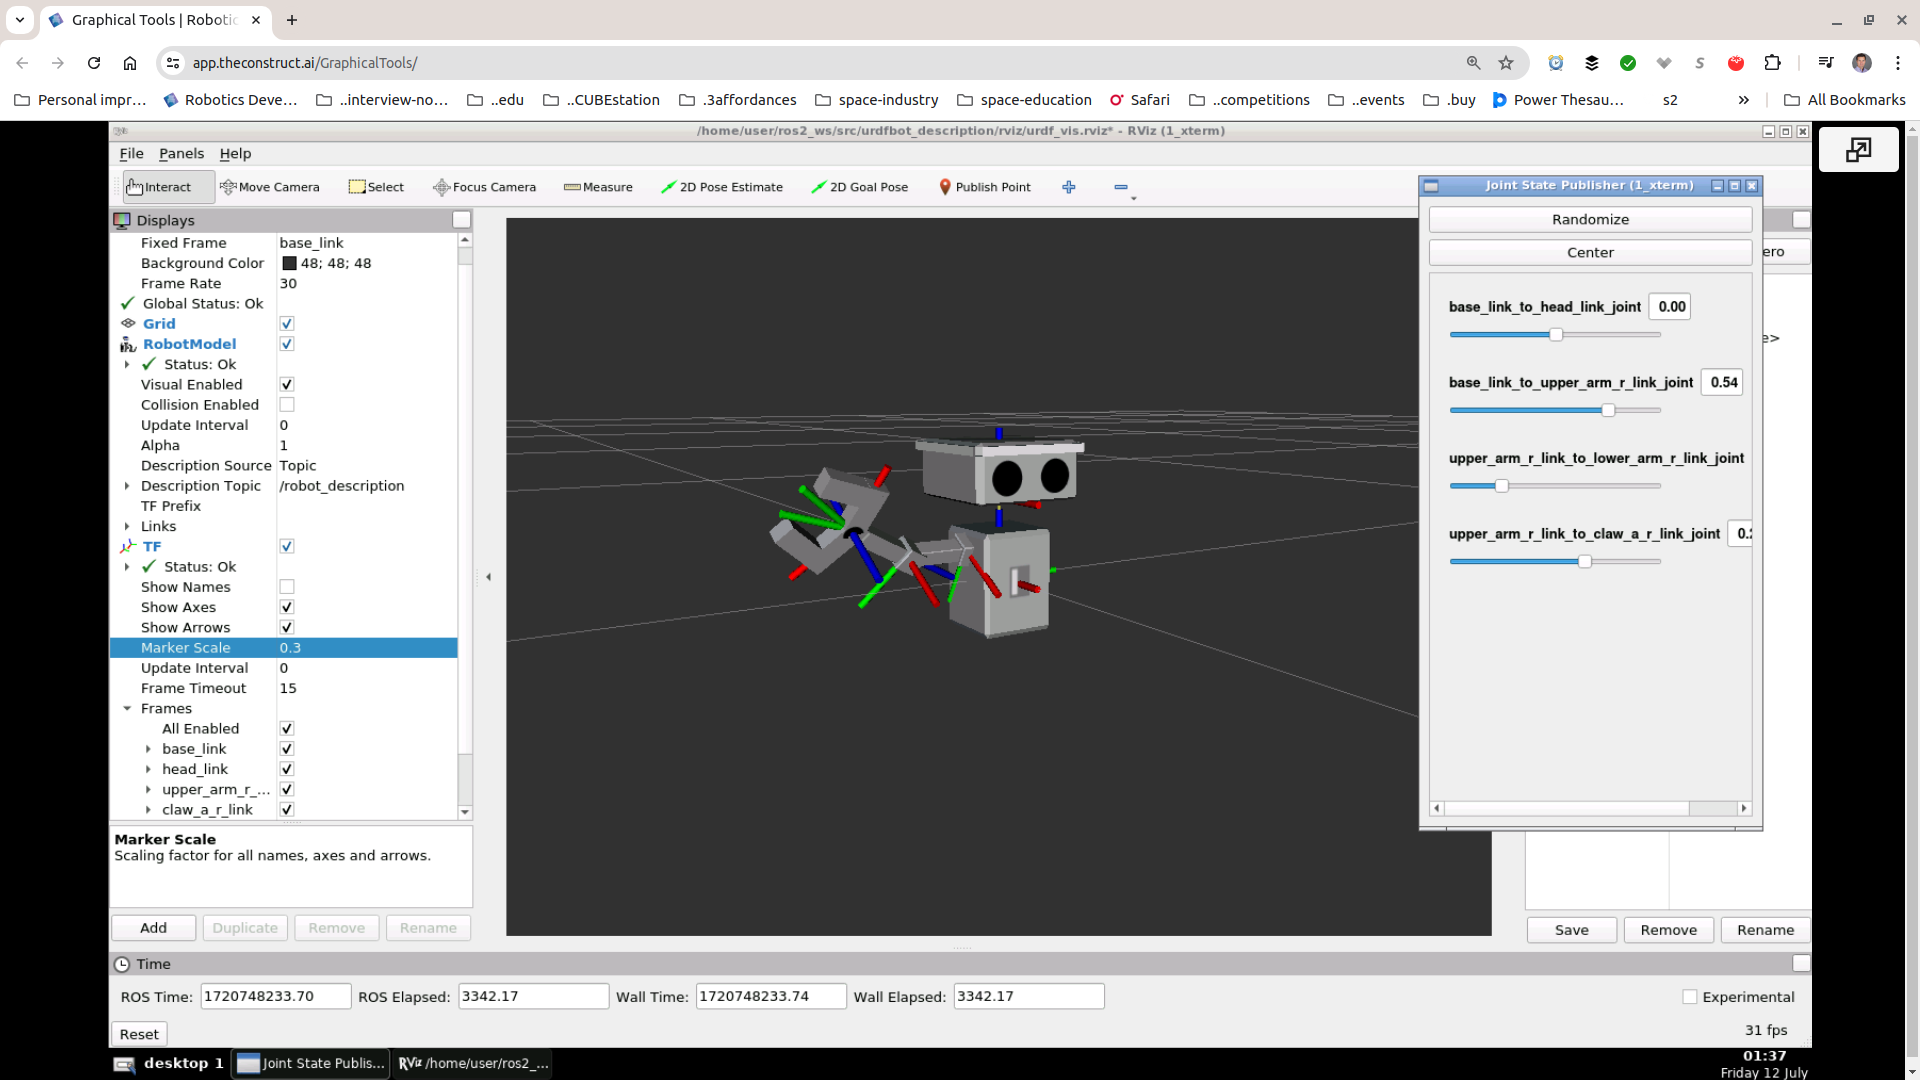 Graphical Tools | Robotic
app.theconstruct.ai/GraphicalTools/
Personal impr...
Robotics Deve...
..interview-no...
..edu
..CUBEstation
.3affordances
space-industry
space-education
Safari
..competitions
..events
.buy
Power Thesau...
s2
»
All Bookmarks
/home/user/ros2_ws/src/urdfbot_description/rviz/urdf_vis.rviz* - RViz (1_xterm)
File Panels Help
Interact
Move Camera
Select
Focus Camera
Measure
2D Pose Estimate
2D Goal Pose
Publish Point
Displays
Fixed Frame base_link
Background Color 48; 48; 48
Frame Rate 30
Global Status: Ok
Grid
RobotModel
Status: Ok
Visual Enabled
Collision Enabled
Update Interval 0
Alpha 1
Description Source Topic
Description Topic /robot_description
TF Prefix
Links
TF
Status: Ok
Show Names
Show Axes
Show Arrows
Marker Scale 0.3
Update Interval 0
Frame Timeout 15
Frames
All Enabled
base_link
head_link
upper_arm_r_...
claw_a_r_link
Marker Scale
Scaling factor for all names, axes and arrows.
Add Duplicate Remove Rename
Joint State Publisher (1_xterm)
Randomize
Center
base_link_to_head_link_joint 0.00
base_link_to_upper_arm_r_link_joint 0.54
upper_arm_r_link_to_lower_arm_r_link_joint
upper_arm_r_link_to_claw_a_r_link_joint
ero
e>
Save Remove Rename
Time
ROS Time: 1720748233.70 ROS Elapsed: 3342.17 Wall Time: 1720748233.74 Wall Elapsed: 3342.17
Experimental
Reset
31 fps
desktop 1
Joint State Publis...
RViz /home/user/ros2_...
01:37
Friday 12 July